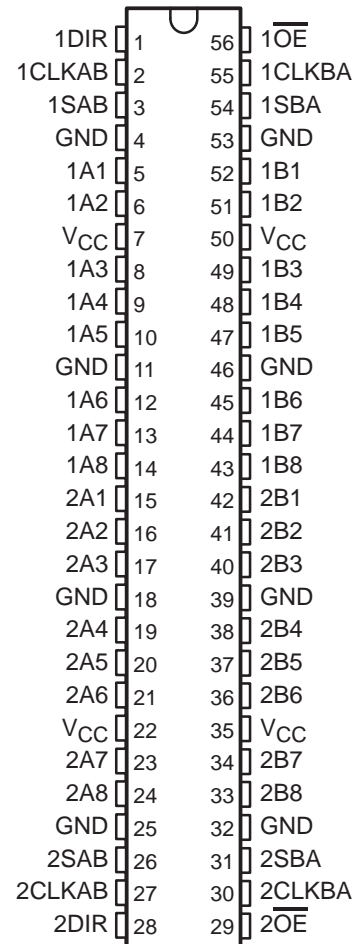 1DIR 1 56 1O̅E̅
1CLKAB 2 55 1CLKBA
1SAB 3 54 1SBA
GND 4 53 GND
1A1 5 52 1B1
1A2 6 51 1B2
VCC 7 50 VCC
1A3 8 49 1B3
1A4 9 48 1B4
1A5 10 47 1B5
GND 11 46 GND
1A6 12 45 1B6
1A7 13 44 1B7
1A8 14 43 1B8
2A1 15 42 2B1
2A2 16 41 2B2
2A3 17 40 2B3
GND 18 39 GND
2A4 19 38 2B4
2A5 20 37 2B5
2A6 21 36 2B6
VCC 22 35 VCC
2A7 23 34 2B7
2A8 24 33 2B8
GND 25 32 GND
2SAB 26 31 2SBA
2CLKAB 27 30 2CLKBA
2DIR 28 29 2O̅E̅